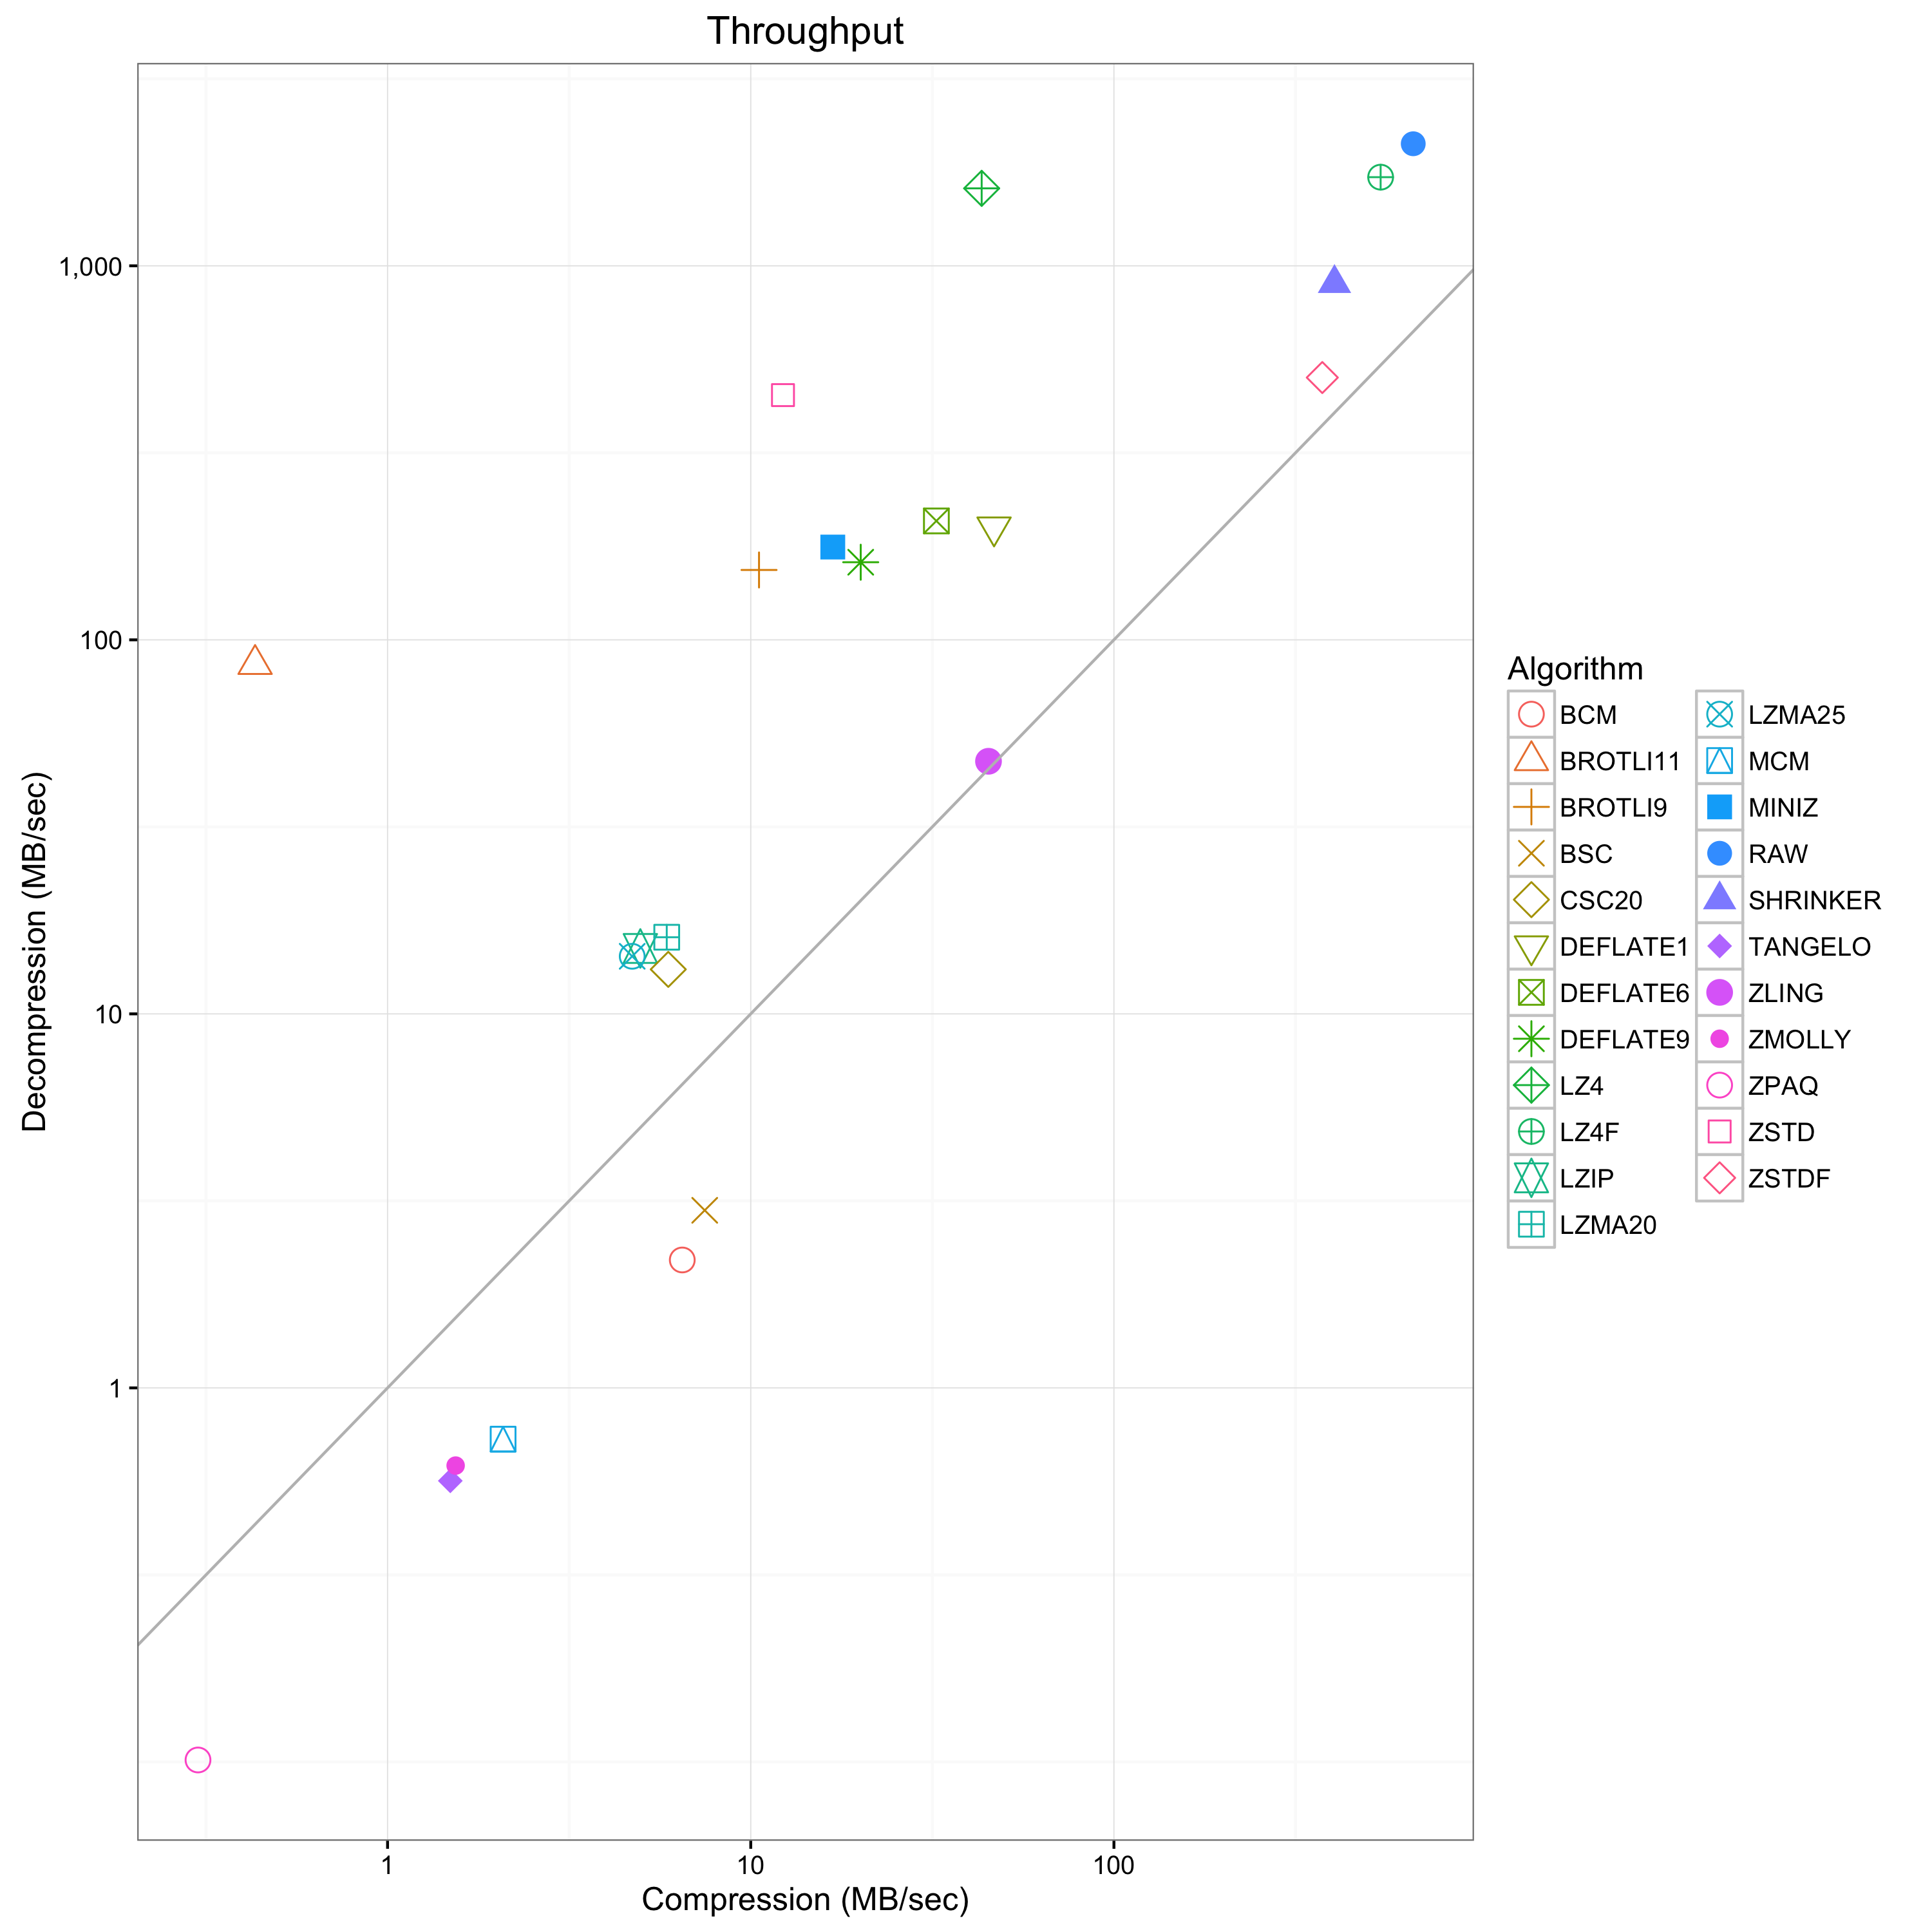 Throughput
1,000
100
10
1
Decompression (MB/sec)
1
10
100
Compression (MB/sec)
Algorithm
BCM
BROTLI11
BROTLI9
BSC
CSC20
DEFLATE1
DEFLATE6
DEFLATE9
LZ4
LZ4F
LZIP
LZMA20
LZMA25
MCM
MINIZ
RAW
SHRINKER
TANGELO
ZLING
ZMOLLY
ZPAQ
ZSTD
ZSTDF